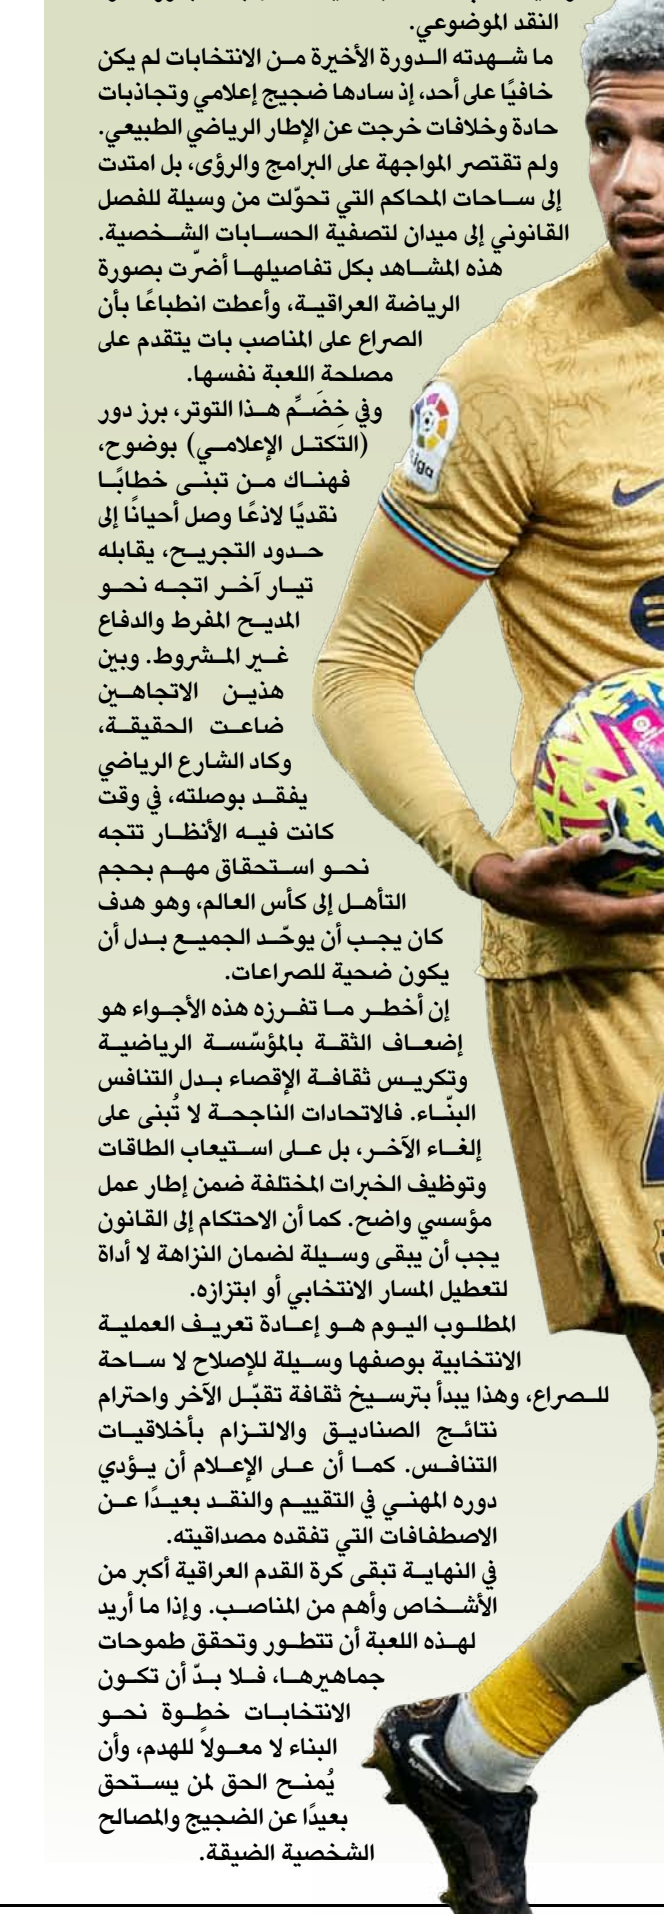 النقد الموضوعي.
ما شهدته الدورة الأخيرة من الانتخابات لم يكن
خافيًا على أحد، إذ سادها ضجيج إعلامي وتجاذبات
حادة وخلافات خرجت عن الإطار الرياضي الطبيعي.
ولم تقتصر المواجهة على البرامج والرؤى، بل امتدت
إلى ساحات المحاكم التي تحوّلت من وسيلة للفصل
القانوني إلى ميدان لتصفية الحسابات الشخصية.
هذه المشاهد بكل تفاصيلها أضرّت بصورة
الرياضة العراقية، وأعطت انطباعًا بأن
الصراع على المناصب بات يتقدم على
مصلحة اللعبة نفسها.
وفي خِضَمِّ هذا التوتر، برز دور
(التكتل الإعلامي) بوضوح،
فهناك من تبنى خطابًا
نقديًا لاذعًا وصل أحيانًا إلى
حدود التجريح، يقابله
تيار آخر اتجه نحو
المديح المفرط والدفاع
غير المشروط. وبين
هذين الاتجاهين
ضاعت الحقيقة،
وكاد الشارع الرياضي
يفقد بوصلته، في وقت
كانت فيه الأنظار تتجه
نحو استحقاق مهم بحجم
التأهل إلى كأس العالم، وهو هدف
كان يجب أن يوحّد الجميع بدل أن
يكون ضحية للصراعات.
إن أخطر ما تفرزه هذه الأجواء هو
إضعاف الثقة بالمؤسّسة الرياضية
وتكريس ثقافة الإقصاء بدل التنافس
البنّاء. فالاتحادات الناجحة لا تُبنى على
إلغاء الآخر، بل على استيعاب الطاقات
وتوظيف الخبرات المختلفة ضمن إطار عمل
مؤسسي واضح. كما أن الاحتكام إلى القانون
يجب أن يبقى وسيلة لضمان النزاهة لا أداة
لتعطيل المسار الانتخابي أو ابتزازه.
المطلوب اليوم هو إعادة تعريف العملية
الانتخابية بوصفها وسيلة للإصلاح لا ساحة
للصراع، وهذا يبدأ بترسيخ ثقافة تقبّل الآخر واحترام
نتائج الصناديق والالتزام بأخلاقيات
التنافس. كما أن على الإعلام أن يؤدي
دوره المهني في التقييم والنقد بعيدًا عن
الاصطفافات التي تفقده مصداقيته.
في النهاية تبقى كرة القدم العراقية أكبر من
الأشخاص وأهم من المناصب. وإذا ما أريد
لهذه اللعبة أن تتطور وتحقق طموحات
جماهيرها، فلا بدّ أن تكون
الانتخابات خطوة نحو
البناء لا معولاً للهدم، وأن
يُمنح الحق لمن يستحق
بعيدًا عن الضجيج والمصالح
الشخصية الضيقة.